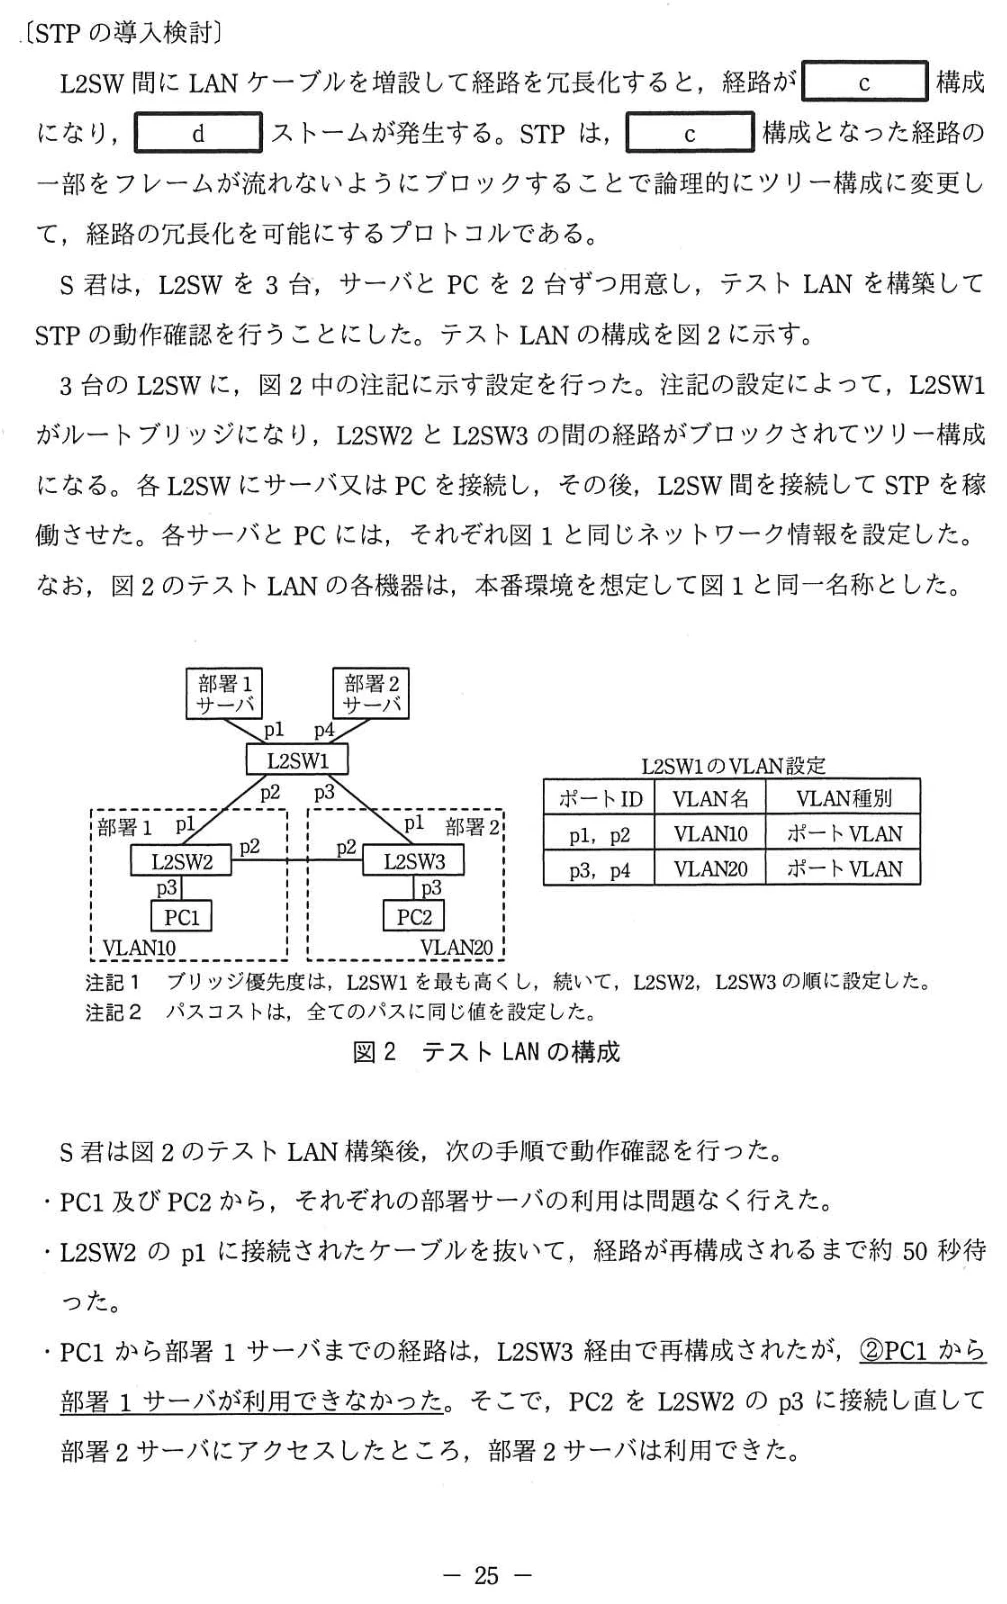 〔STP の導入検討〕
L2SW 間に LAN ケーブルを増設して経路を冗長化すると，経路が c 構成
になり， d ストームが発生する。STP は， c 構成となった経路の
一部をフレームが流れないようにブロックすることで論理的にツリー構成に変更し
て，経路の冗長化を可能にするプロトコルである。
S 君は，L2SW を 3 台，サーバと PC を 2 台ずつ用意し，テスト LAN を構築して
STP の動作確認を行うことにした。テスト LAN の構成を図 2 に示す。
3 台の L2SW に，図 2 中の注記に示す設定を行った。注記の設定によって，L2SW1
がルートブリッジになり，L2SW2 と L2SW3 の間の経路がブロックされてツリー構成
になる。各 L2SW にサーバ又は PC を接続し，その後，L2SW 間を接続して STP を稼
働させた。各サーバと PC には，それぞれ図 1 と同じネットワーク情報を設定した。
なお，図 2 のテスト LAN の各機器は，本番環境を想定して図 1 と同一名称とした。
部署 1
サーバ
部署 2
サーバ
p1 p4
L2SW1
p2 p3
部署 1 p1
p1 部署 2
L2SW2 p2
p2 L2SW3
p3
p3
PC1
PC2
VLAN10
VLAN20
L2SW1のVLAN設定
ポート ID VLAN名 VLAN種別
p1，p2 VLAN10 ポート VLAN
p3，p4 VLAN20 ポート VLAN
注記 1 ブリッジ優先度は，L2SW1 を最も高くし，続いて，L2SW2，L2SW3 の順に設定した。
注記 2 パスコストは，全てのパスに同じ値を設定した。
図 2 テスト LAN の構成
S 君は図 2 のテスト LAN 構築後，次の手順で動作確認を行った。
・PC1 及び PC2 から，それぞれの部署サーバの利用は問題なく行えた。
・L2SW2 の p1 に接続されたケーブルを抜いて，経路が再構成されるまで約 50 秒待
った。
・PC1 から部署 1 サーバまでの経路は，L2SW3 経由で再構成されたが，②PC1 から
部署 1 サーバが利用できなかった。そこで，PC2 を L2SW2 の p3 に接続し直して
部署 2 サーバにアクセスしたところ，部署 2 サーバは利用できた。
－ 25 －